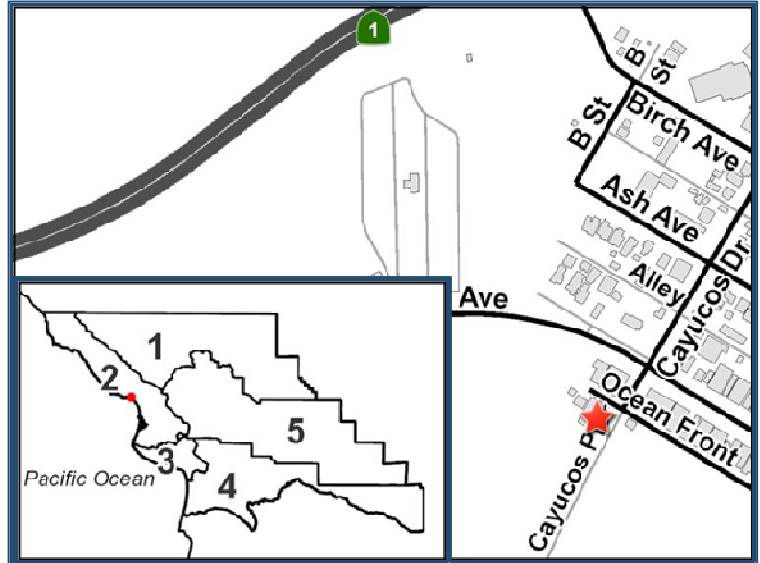 1
B
St
B St
Birch Ave
Ash Ave
Alley
Cayucos Dr
Ave
Ocean Front
Cayucos
1
2
3
4
5
Pacific Ocean